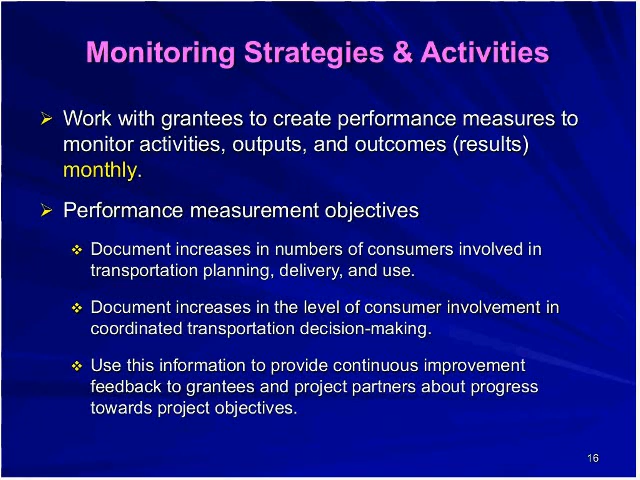 Monitoring Strategies & Activities
Work with grantees to create performance measures to
monitor activities, outputs, and outcomes (results)
monthly.
Performance measurement objectives
Document increases in numbers of consumers involved in
transportation planning, delivery, and use.
Document increases in the level of consumer involvement in
coordinated transportation decision-making.
Use this information to provide continuous improvement
feedback to grantees and project partners about progress
towards project objectives.
16